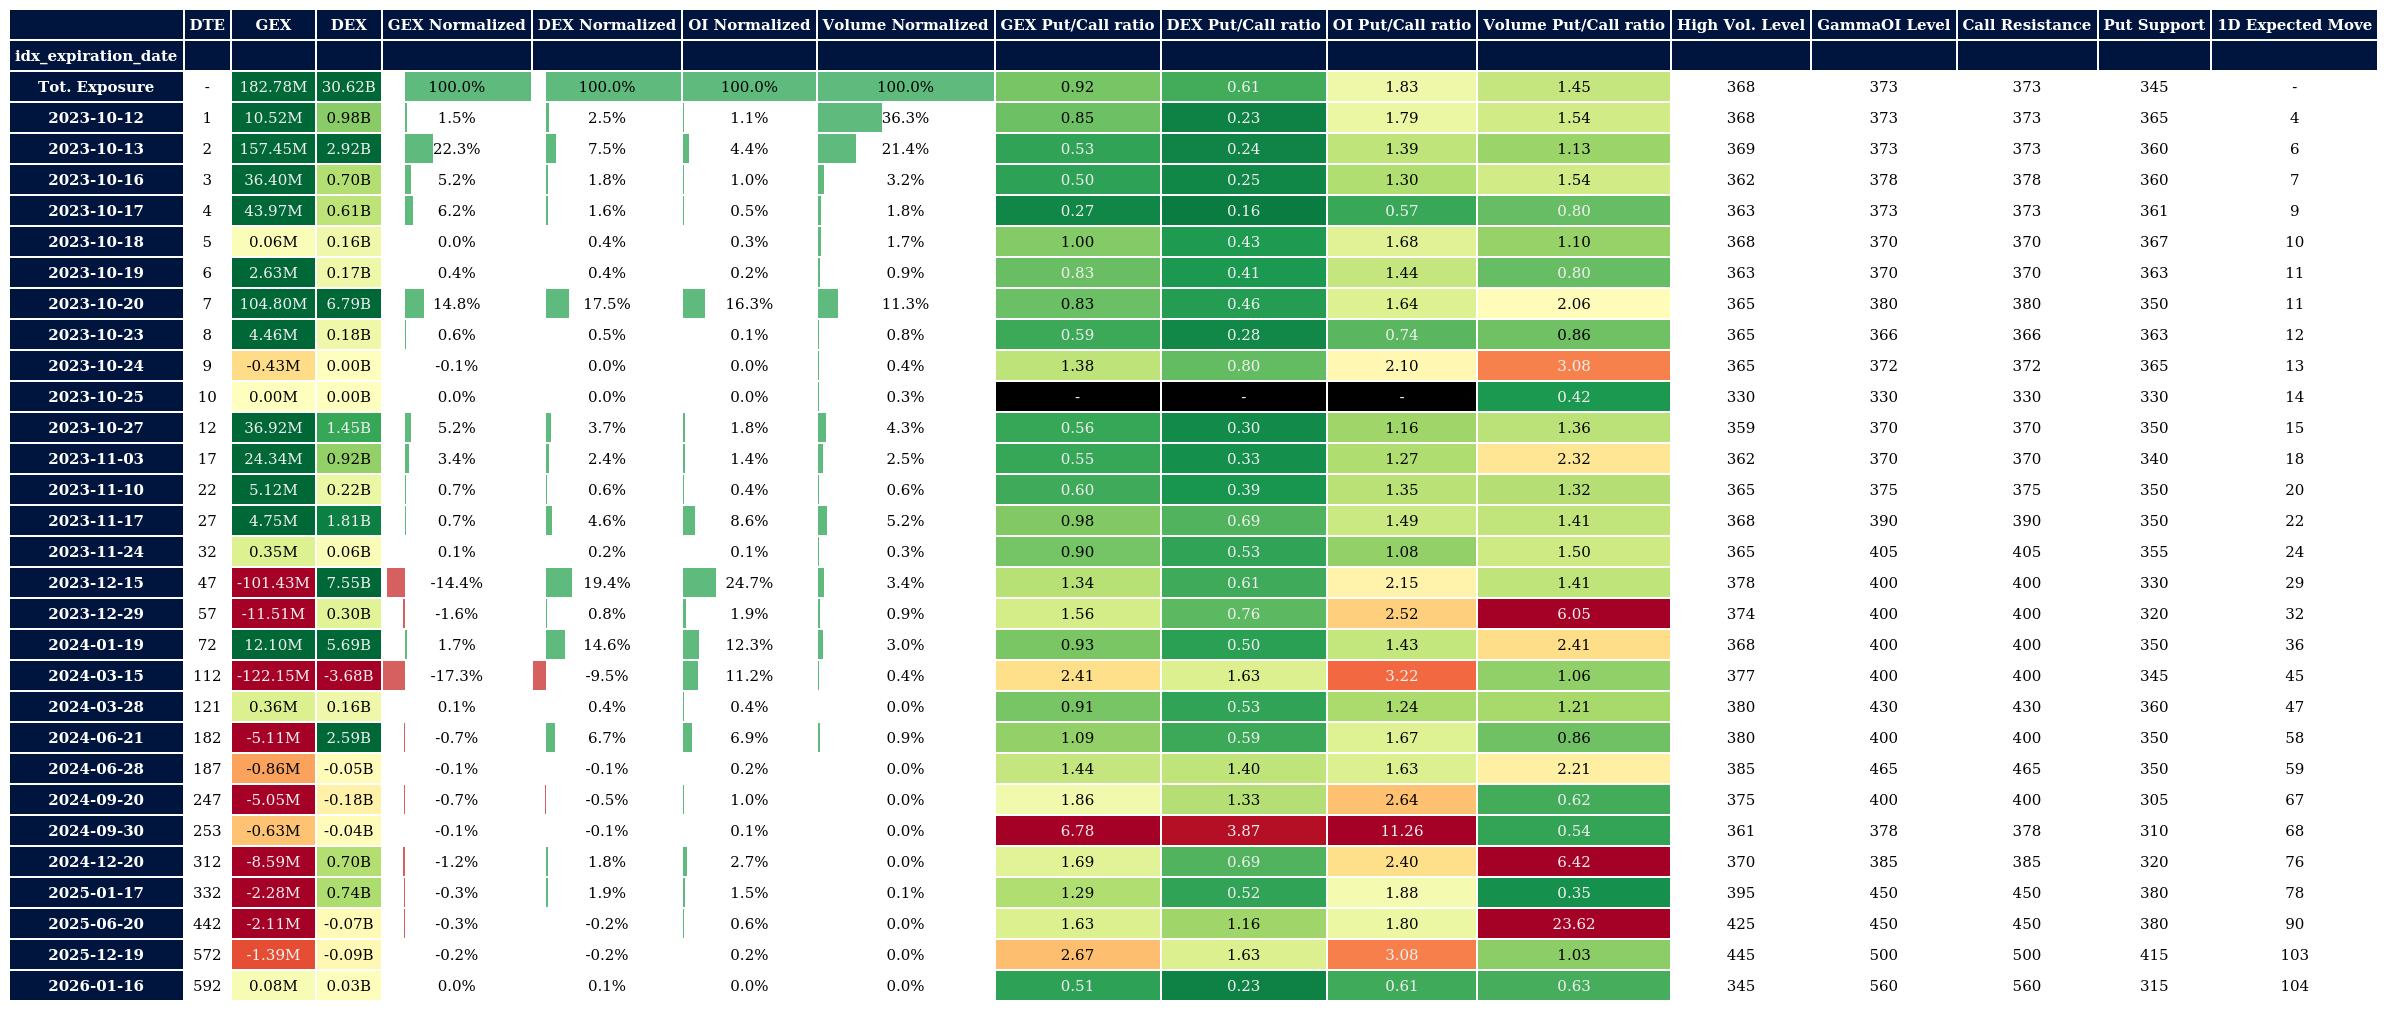 DTE GEX DEX GEX Normalized DEX Normalized OI Normalized Volume Normalized GEX Put/Call ratio DEX Put/Call ratio OI Put/Call ratio Volume Put/Call ratio High Vol. Level GammaOI Level Call Resistance Put Support 1D Expected Move
idx_expiration_date
Tot. Exposure - 182.78M 30.62B 100.0% 100.0% 100.0% 100.0% 0.92 0.61 1.83 1.45 368 373 373 345 -
2023-10-12 1 10.52M 0.98B 1.5% 2.5% 1.1% 36.3% 0.85 0.23 1.79 1.54 368 373 373 365 4
2023-10-13 2 157.45M 2.92B 22.3% 7.5% 4.4% 21.4% 0.53 0.24 1.39 1.13 369 373 373 360 6
2023-10-16 3 36.40M 0.70B 5.2% 1.8% 1.0% 3.2% 0.50 0.25 1.30 1.54 362 378 378 360 7
2023-10-17 4 43.97M 0.61B 6.2% 1.6% 0.5% 1.8% 0.27 0.16 0.57 0.80 363 373 373 361 9
2023-10-18 5 0.06M 0.16B 0.0% 0.4% 0.3% 1.7% 1.00 0.43 1.68 1.10 368 370 370 367 10
2023-10-19 6 2.63M 0.17B 0.4% 0.4% 0.2% 0.9% 0.83 0.41 1.44 0.80 363 370 370 363 11
2023-10-20 7 104.80M 6.79B 14.8% 17.5% 16.3% 11.3% 0.83 0.46 1.64 2.06 365 380 380 350 11
2023-10-23 8 4.46M 0.18B 0.6% 0.5% 0.1% 0.8% 0.59 0.28 0.74 0.86 365 366 366 363 12
2023-10-24 9 -0.43M 0.00B -0.1% 0.0% 0.0% 0.4% 1.38 0.80 2.10 3.08 365 372 372 365 13
2023-10-25 10 0.00M 0.00B 0.0% 0.0% 0.0% 0.3% - - - 0.42 330 330 330 330 14
2023-10-27 12 36.92M 1.45B 5.2% 3.7% 1.8% 4.3% 0.56 0.30 1.16 1.36 359 370 370 350 15
2023-11-03 17 24.34M 0.92B 3.4% 2.4% 1.4% 2.5% 0.55 0.33 1.27 2.32 362 370 370 340 18
2023-11-10 22 5.12M 0.22B 0.7% 0.6% 0.4% 0.6% 0.60 0.39 1.35 1.32 365 375 375 350 20
2023-11-17 27 4.75M 1.81B 0.7% 4.6% 8.6% 5.2% 0.98 0.69 1.49 1.41 368 390 390 350 22
2023-11-24 32 0.35M 0.06B 0.1% 0.2% 0.1% 0.3% 0.90 0.53 1.08 1.50 365 405 405 355 24
2023-12-15 47 -101.43M 7.55B -14.4% 19.4% 24.7% 3.4% 1.34 0.61 2.15 1.41 378 400 400 330 29
2023-12-29 57 -11.51M 0.30B -1.6% 0.8% 1.9% 0.9% 1.56 0.76 2.52 6.05 374 400 400 320 32
2024-01-19 72 12.10M 5.69B 1.7% 14.6% 12.3% 3.0% 0.93 0.50 1.43 2.41 368 400 400 350 36
2024-03-15 112 -122.15M -3.68B -17.3% -9.5% 11.2% 0.4% 2.41 1.63 3.22 1.06 377 400 400 345 45
2024-03-28 121 0.36M 0.16B 0.1% 0.4% 0.4% 0.0% 0.91 0.53 1.24 1.21 380 430 430 360 47
2024-06-21 182 -5.11M 2.59B -0.7% 6.7% 6.9% 0.9% 1.09 0.59 1.67 0.86 380 400 400 350 58
2024-06-28 187 -0.86M -0.05B -0.1% -0.1% 0.2% 0.0% 1.44 1.40 1.63 2.21 385 465 465 350 59
2024-09-20 247 -5.05M -0.18B -0.7% -0.5% 1.0% 0.0% 1.86 1.33 2.64 0.62 375 400 400 305 67
2024-09-30 253 -0.63M -0.04B -0.1% -0.1% 0.1% 0.0% 6.78 3.87 11.26 0.54 361 378 378 310 68
2024-12-20 312 -8.59M 0.70B -1.2% 1.8% 2.7% 0.0% 1.69 0.69 2.40 6.42 370 385 385 320 76
2025-01-17 332 -2.28M 0.74B -0.3% 1.9% 1.5% 0.1% 1.29 0.52 1.88 0.35 395 450 450 380 78
2025-06-20 442 -2.11M -0.07B -0.3% -0.2% 0.6% 0.0% 1.63 1.16 1.80 23.62 425 450 450 380 90
2025-12-19 572 -1.39M -0.09B -0.2% -0.2% 0.2% 0.0% 2.67 1.63 3.08 1.03 445 500 500 415 103
2026-01-16 592 0.08M 0.03B 0.0% 0.1% 0.0% 0.0% 0.51 0.23 0.61 0.63 345 560 560 315 104